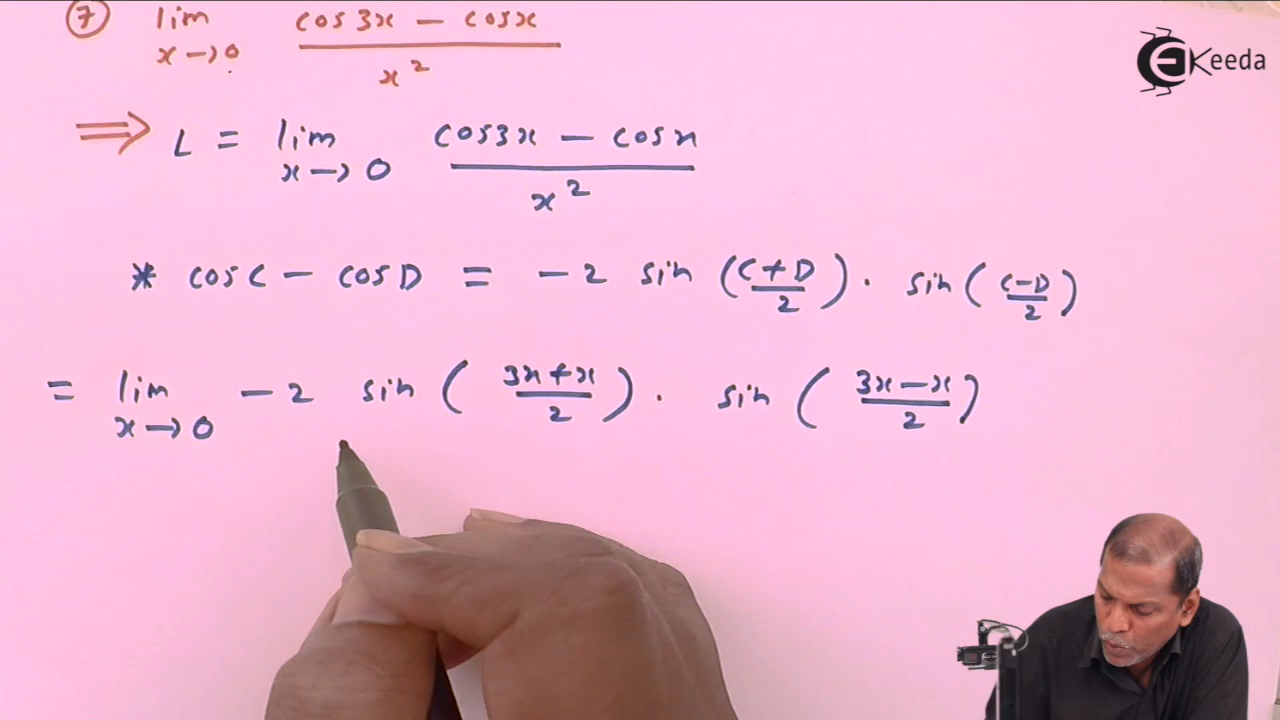 ⑦ lim x→0 cos3x − cosx / x²
Keeda
⇒ L = lim x→0 cos3x − cosx / x²
* cosC − cosD = −2 sin (C+D / 2) . sin (C−D / 2)
= lim x→0 −2 sin (3x+x / 2) . sin (3x−x / 2)